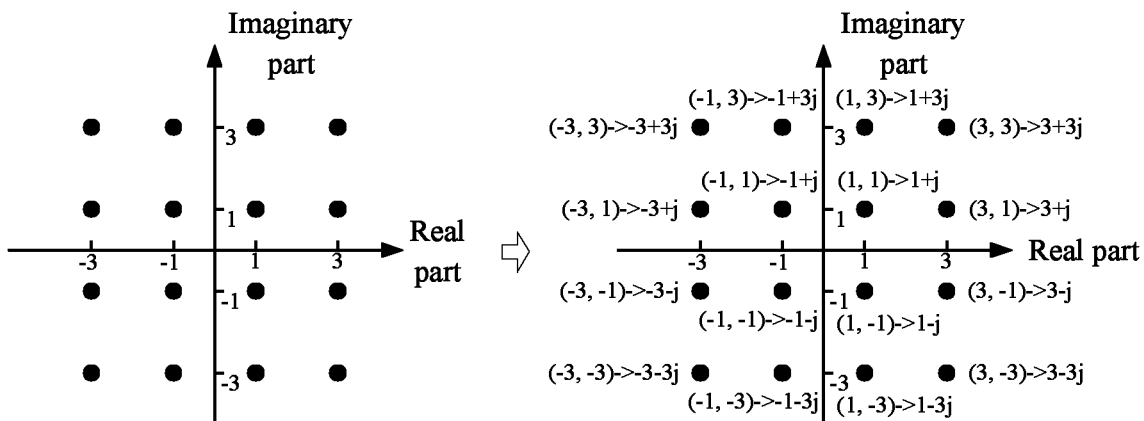 Imaginary
part
3
1
-3
-1
1
3
Real
part
-1
-3
Imaginary
part
(-1, 3)->-1+3j
(1, 3)->1+3j
(-3, 3)->-3+3j
3
(3, 3)->3+3j
(-1, 1)->-1+j
(1, 1)->1+j
(-3, 1)->-3+j
1
(3, 1)->3+j
-3
-1
1
3
Real part
(-3, -1)->-3-j
-1
(3, -1)->3-j
(-1, -1)->-1-j
(1, -1)->1-j
(-3, -3)->-3-3j
-3
(3, -3)->3-3j
(-1, -3)->-1-3j
(1, -3)->1-3j